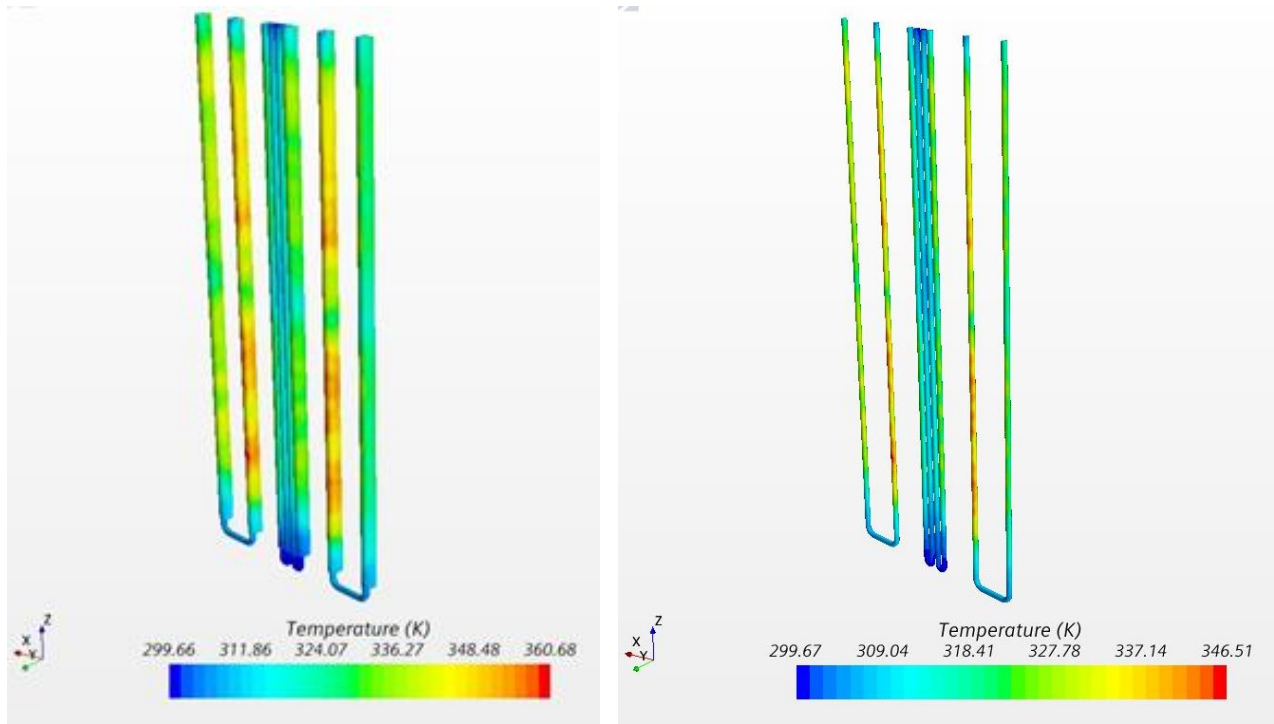 Z
X
Y
Temperature (K)
299.66 311.86 324.07 336.27 348.48 360.68
Z
X
Y
Temperature (K)
299.67 309.04 318.41 327.78 337.14 346.51